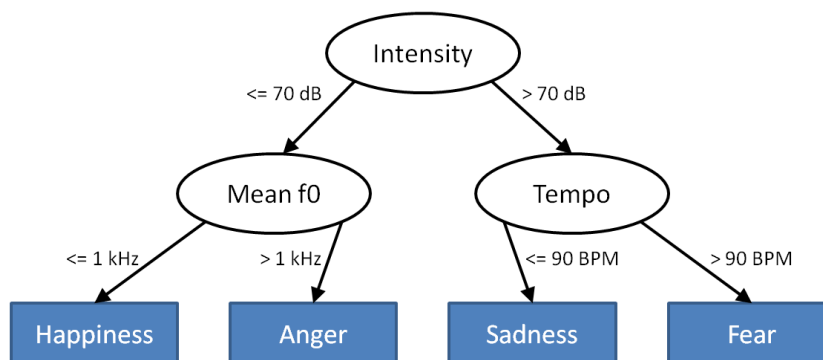 Intensity
<= 70 dB
> 70 dB
Mean f0
Tempo
<= 1 kHz
> 1 kHz
<= 90 BPM
> 90 BPM
Happiness
Anger
Sadness
Fear